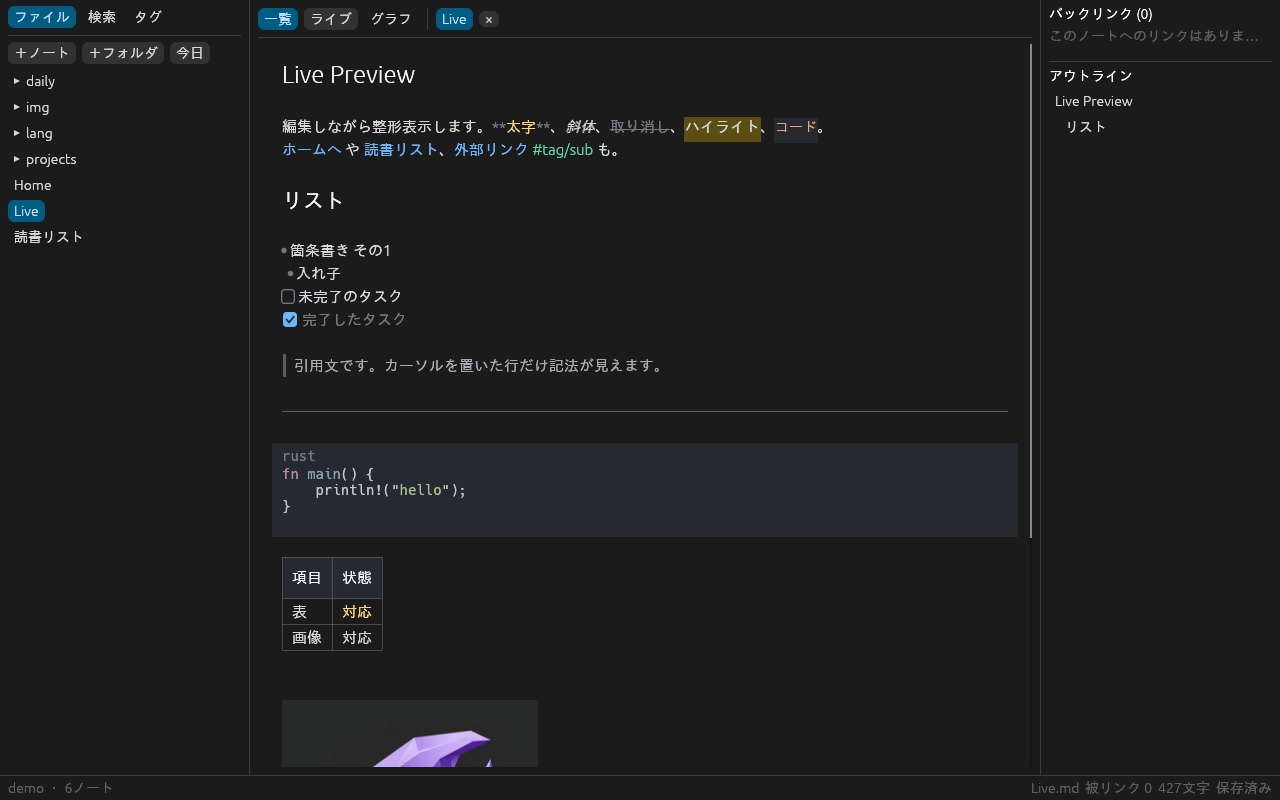 ファイル 検索 タグ
＋ノート ＋フォルダ 今日
▸ daily
▸ img
▸ lang
▸ projects
Home
Live
読書リスト
一覧 ライブ グラフ Live ×
Live Preview
編集しながら整形表示します。**太字**、斜体、取り消し、ハイライト、コード。
ホームへ や 読書リスト、外部リンク #tag/sub も。
リスト
•箇条書き その1
•入れ子
未完了のタスク
完了したタスク
引用文です。カーソルを置いた行だけ記法が見えます。
rust
fn main() {
    println!("hello");
}
項目 状態
表 対応
画像 対応
バックリンク (0)
このノートへのリンクはありま…
アウトライン
Live Preview
リスト
demo · 6ノート
Live.md 被リンク 0 427文字 保存済み